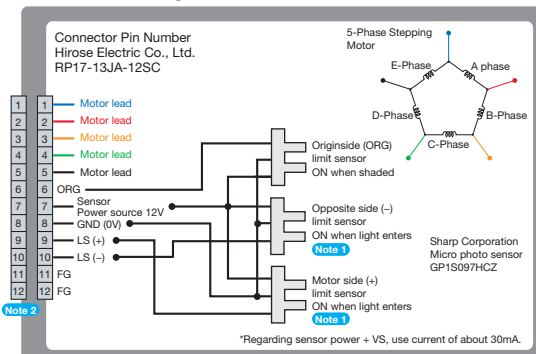 Connector Pin Number
Hirose Electric Co., Ltd.
RP17-13JA-12SC
5-Phase Stepping
Motor
E-Phase
A phase
D-Phase
B-Phase
C-Phase
1 1 Motor lead
2 2 Motor lead
3 3 Motor lead
4 4 Motor lead
5 5 Motor lead
6 6 ORG
7 7 Sensor
Power source 12V
8 8 GND (0V)
9 9 LS (+)
10 10 LS (−)
11 11 FG
12 12 FG
Note 2
Originside (ORG)
limit sensor
ON when shaded
Opposite side (−)
limit sensor
ON when light enters
Note 1
Motor side (+)
limit sensor
ON when light enters
Note 1
Sharp Corporation
Micro photo sensor
GP1S097HCZ
*Regarding sensor power + VS, use current of about 30mA.